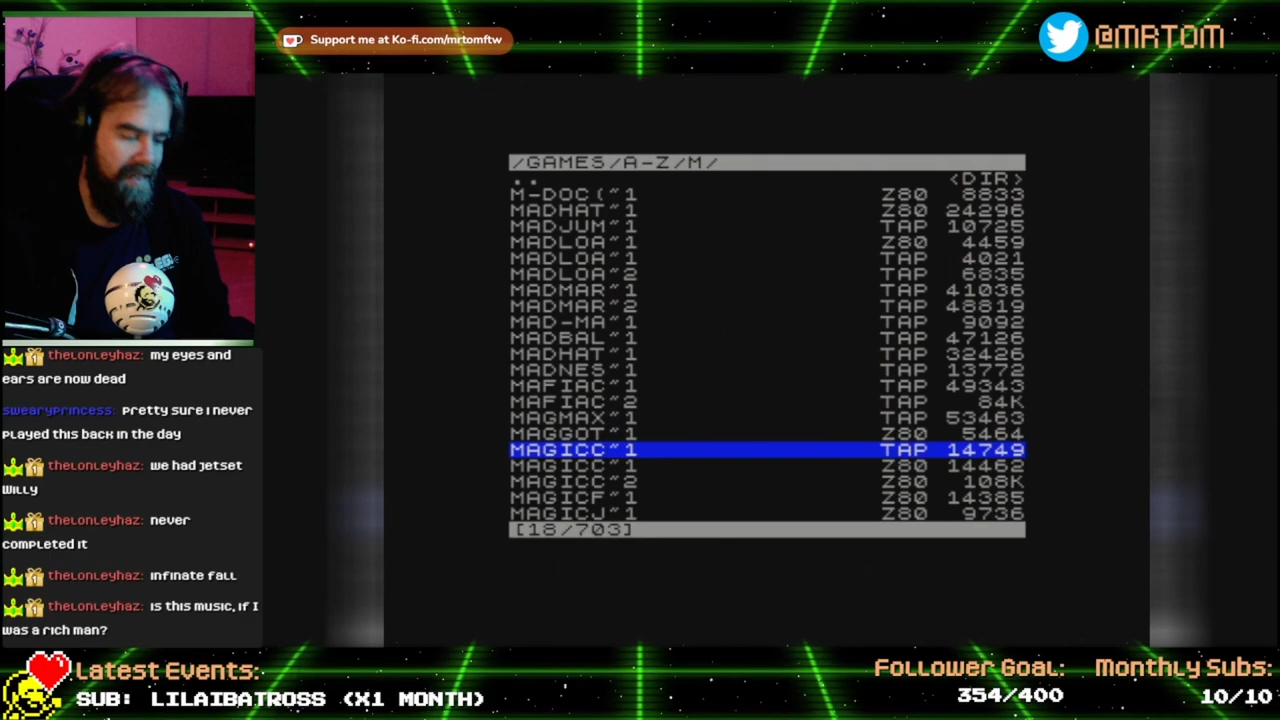 Support me at Ko-fi.com/mrtomftw
@MRTOM
/GAMES/A-Z/M/
.. <DIR>
M-DOC(~1 Z80 8833
MADHAT~1 Z80 24296
MADJUM~1 TAP 10725
MADLOA~1 Z80 4459
MADLOA~1 TAP 4021
MADLOA~2 TAP 6835
MADMAR~1 TAP 41036
MADMAR~2 TAP 48819
MAD-MA~1 TAP 9092
MADBAL~1 TAP 47126
MADHAT~1 TAP 32426
MADNES~1 TAP 13772
MAFIAC~1 TAP 49343
MAFIAC~2 TAP 84K
MAGMAX~1 TAP 53463
MAGGOT~1 Z80 5464
MAGICC~1 TAP 14749
MAGICC~1 Z80 14462
MAGICC~2 Z80 108K
MAGICF~1 Z80 14385
MAGICJ~1 Z80 9736
[18/703]
thelonleyhaz: my eyes and
ears are now dead
swearyprincess: Pretty sure I never
played this back in the day
thelonleyhaz: we had jetset
willy
thelonleyhaz: never
completed it
thelonleyhaz: infinate fall
thelonleyhaz: is this music, if I
was a rich man?
Latest Events:
SUB: LILAIBATROSS (X1 MONTH)
Follower Goal:
354/400
Monthly Subs:
10/10